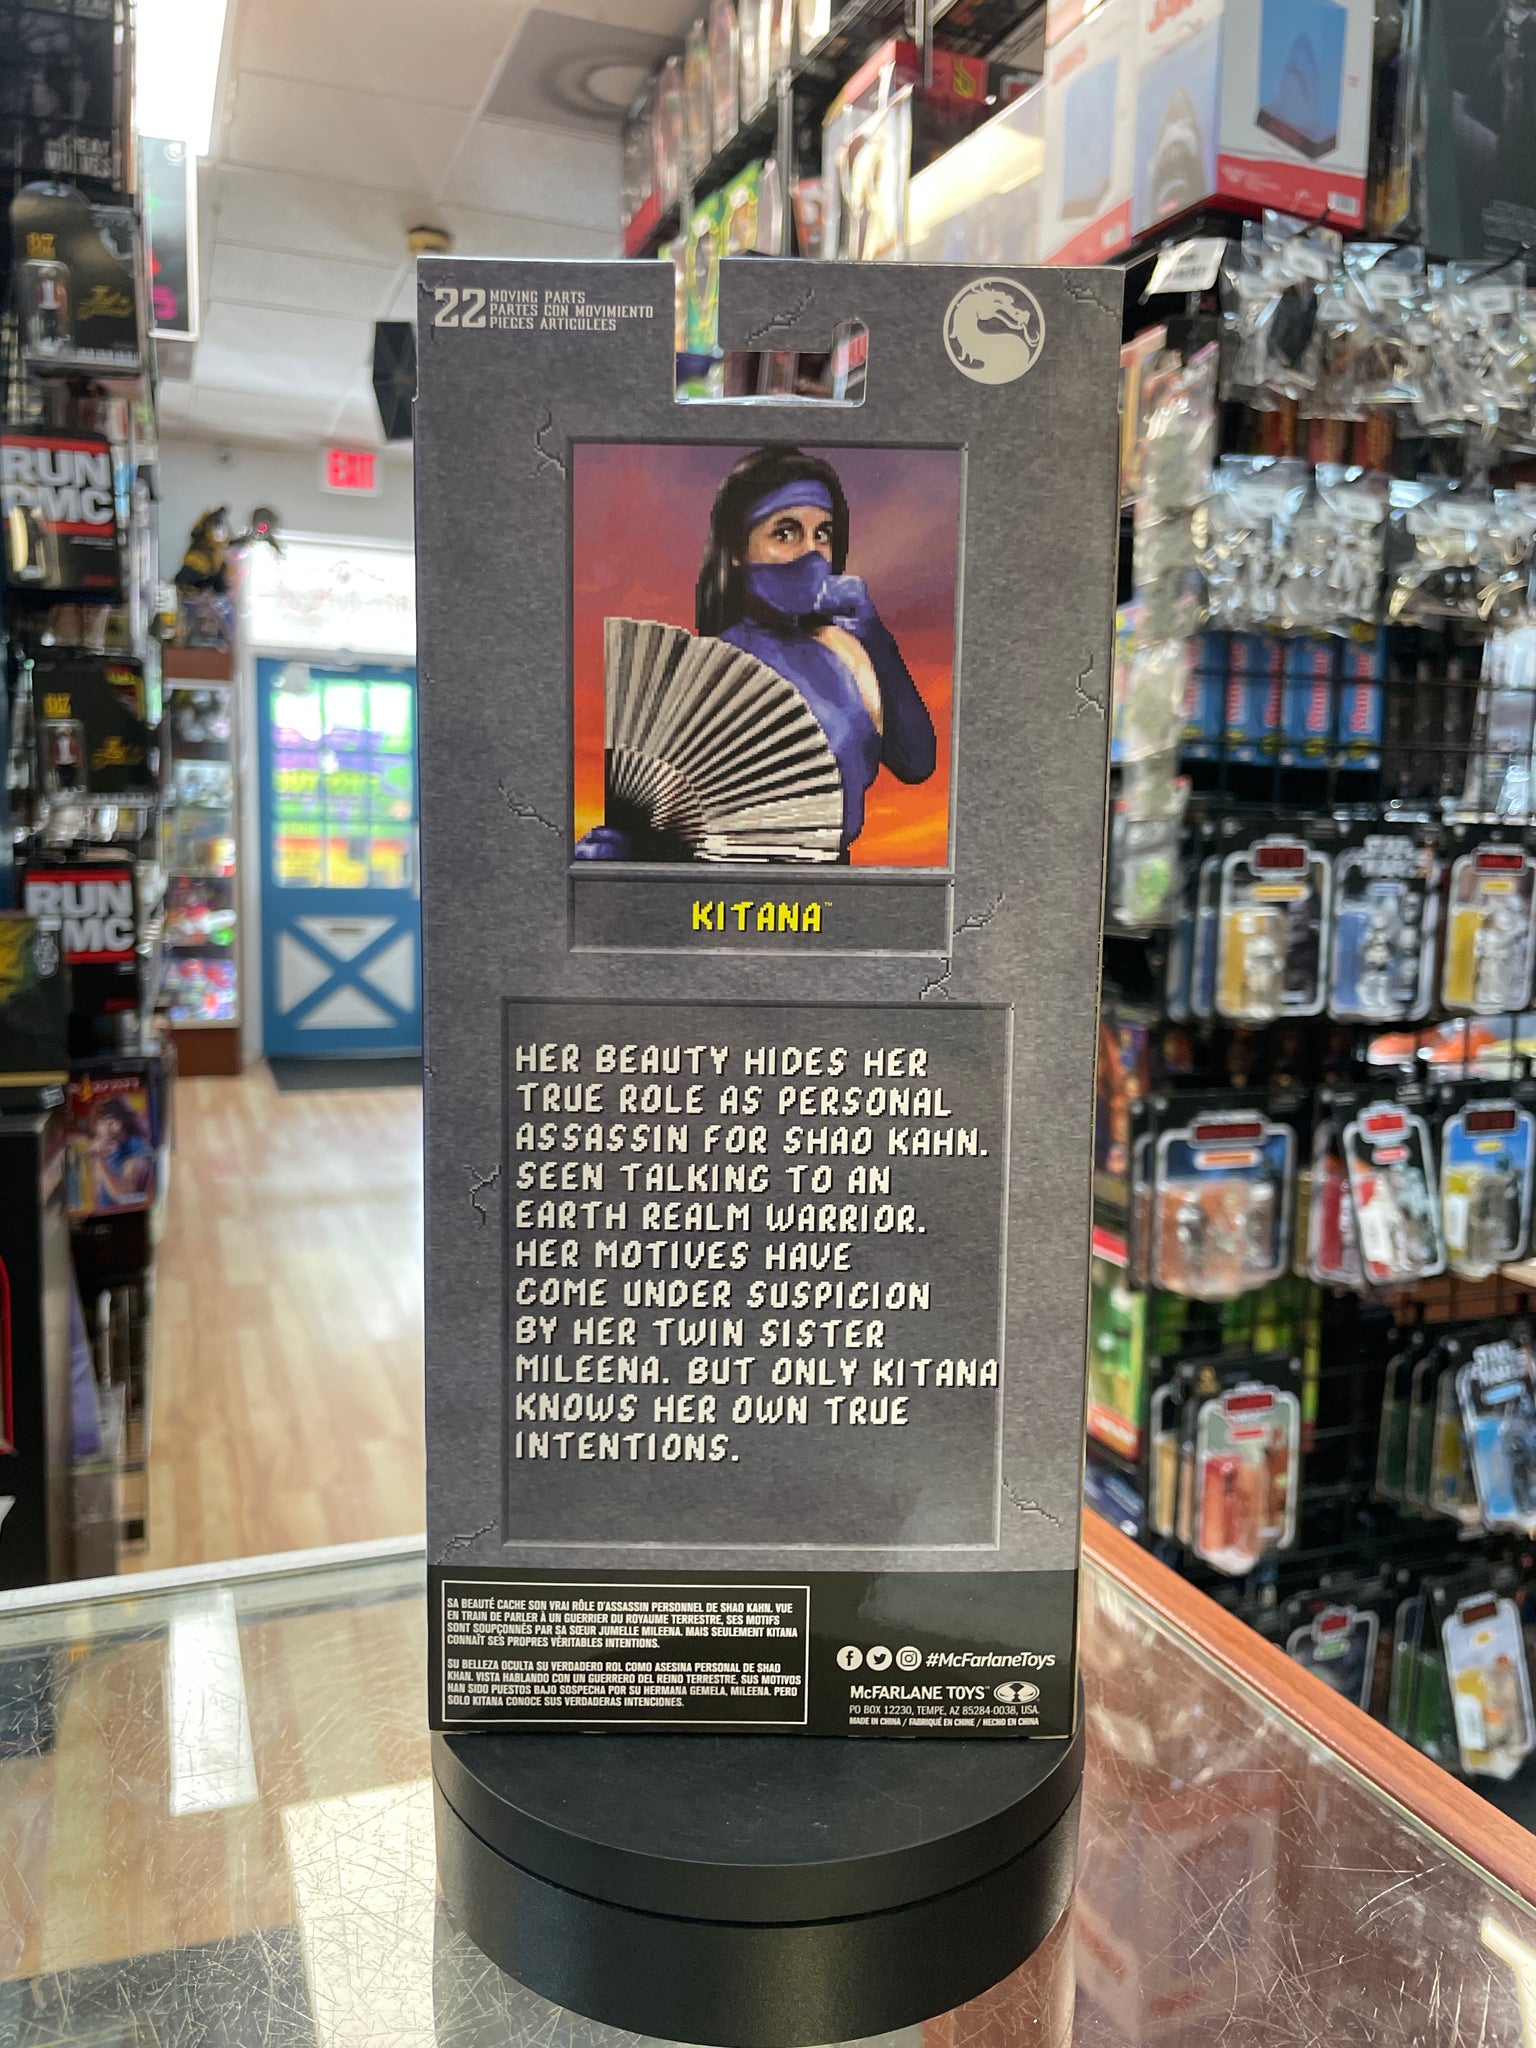 22 MOVING PARTS
PARTES CON MOVIMIENTO
PIECES ARTICULEES
KITANA™
HER BEAUTY HIDES HER
TRUE ROLE AS PERSONAL
ASSASSIN FOR SHAO KAHN.
SEEN TALKING TO AN
EARTH REALM WARRIOR.
HER MOTIVES HAVE
COME UNDER SUSPICION
BY HER TWIN SISTER
MILEENA. BUT ONLY KITANA
KNOWS HER OWN TRUE
INTENTIONS.
SA BEAUTÉ CACHE SON VRAI RÔLE D'ASSASSIN PERSONNEL DE SHAO KAHN. VUE
EN TRAIN DE PARLER À UN GUERRIER DU ROYAUME TERRESTRE, SES MOTIFS
SONT SOUPÇONNÉS PAR SA SŒUR JUMELLE MILEENA. MAIS SEULEMENT KITANA
CONNAÎT SES PROPRES VÉRITABLES INTENTIONS.
SU BELLEZA OCULTA SU VERDADERO ROL COMO ASESINA PERSONAL DE SHAO
KHAN. VISTA HABLANDO CON UN GUERRERO DEL REINO TERRESTRE, SUS MOTIVOS
HAN SIDO PUESTOS BAJO SOSPECHA POR SU HERMANA GEMELA, MILEENA. PERO
SOLO KITANA CONOCE SUS VERDADERAS INTENCIONES.
#McFarlaneToys
McFARLANE TOYS™
PO BOX 12230, TEMPE, AZ 85284-0038, USA.
MADE IN CHINA / FABRIQUÉ EN CHINE / HECHO EN CHINA
EXIT
RUN
DMC
RUN
DMC